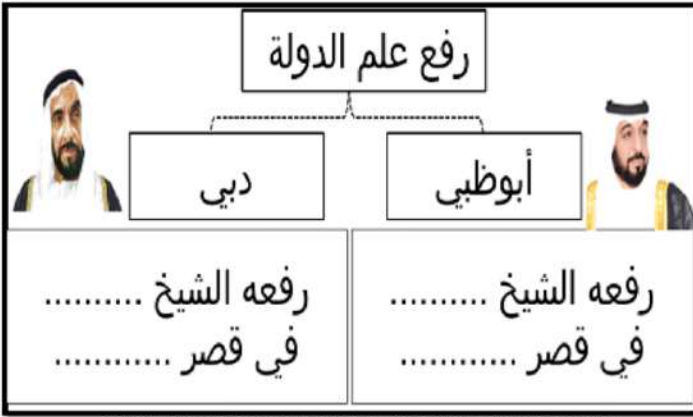 رفع علم الدولة
أبوظبي
دبي
رفعه الشيخ ..........
في قصر ............
رفعه الشيخ ..........
في قصر ............